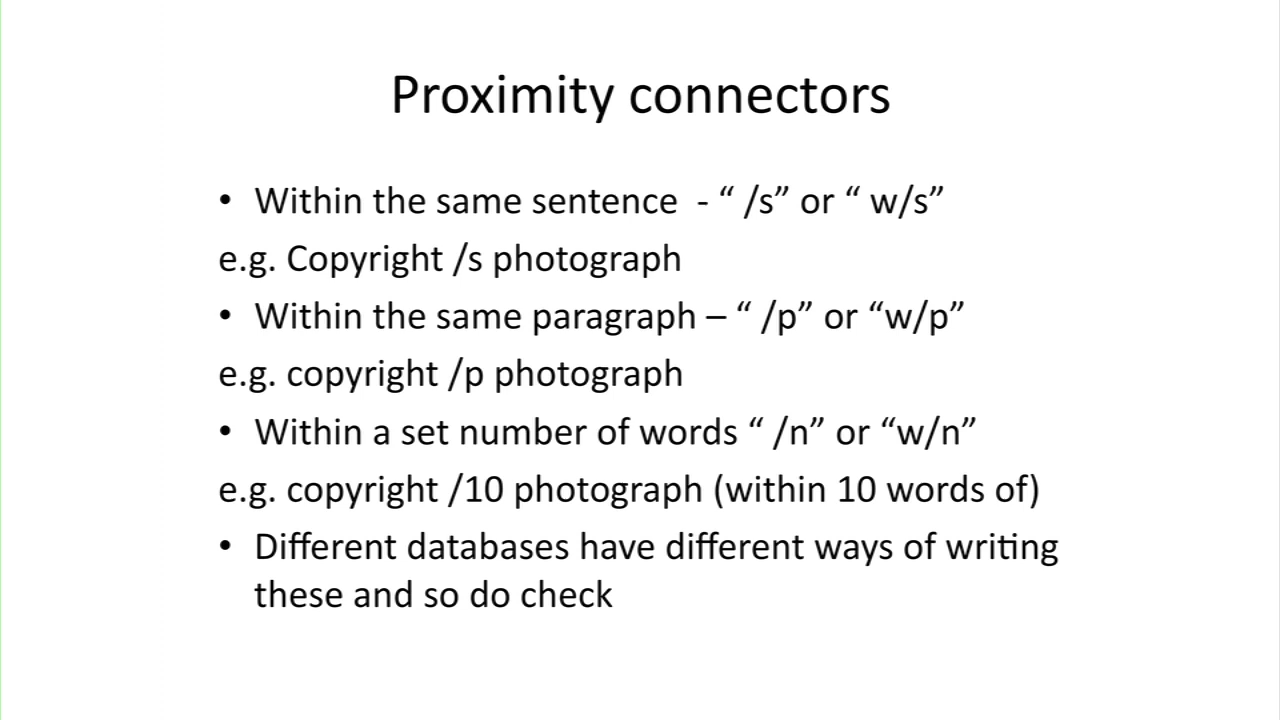 Proximity connectors
• Within the same sentence  - “ /s” or “ w/s”
e.g. Copyright /s photograph
• Within the same paragraph – “ /p” or “w/p”
e.g. copyright /p photograph
• Within a set number of words “ /n” or “w/n”
e.g. copyright /10 photograph (within 10 words of)
• Different databases have different ways of writing
these and so do check